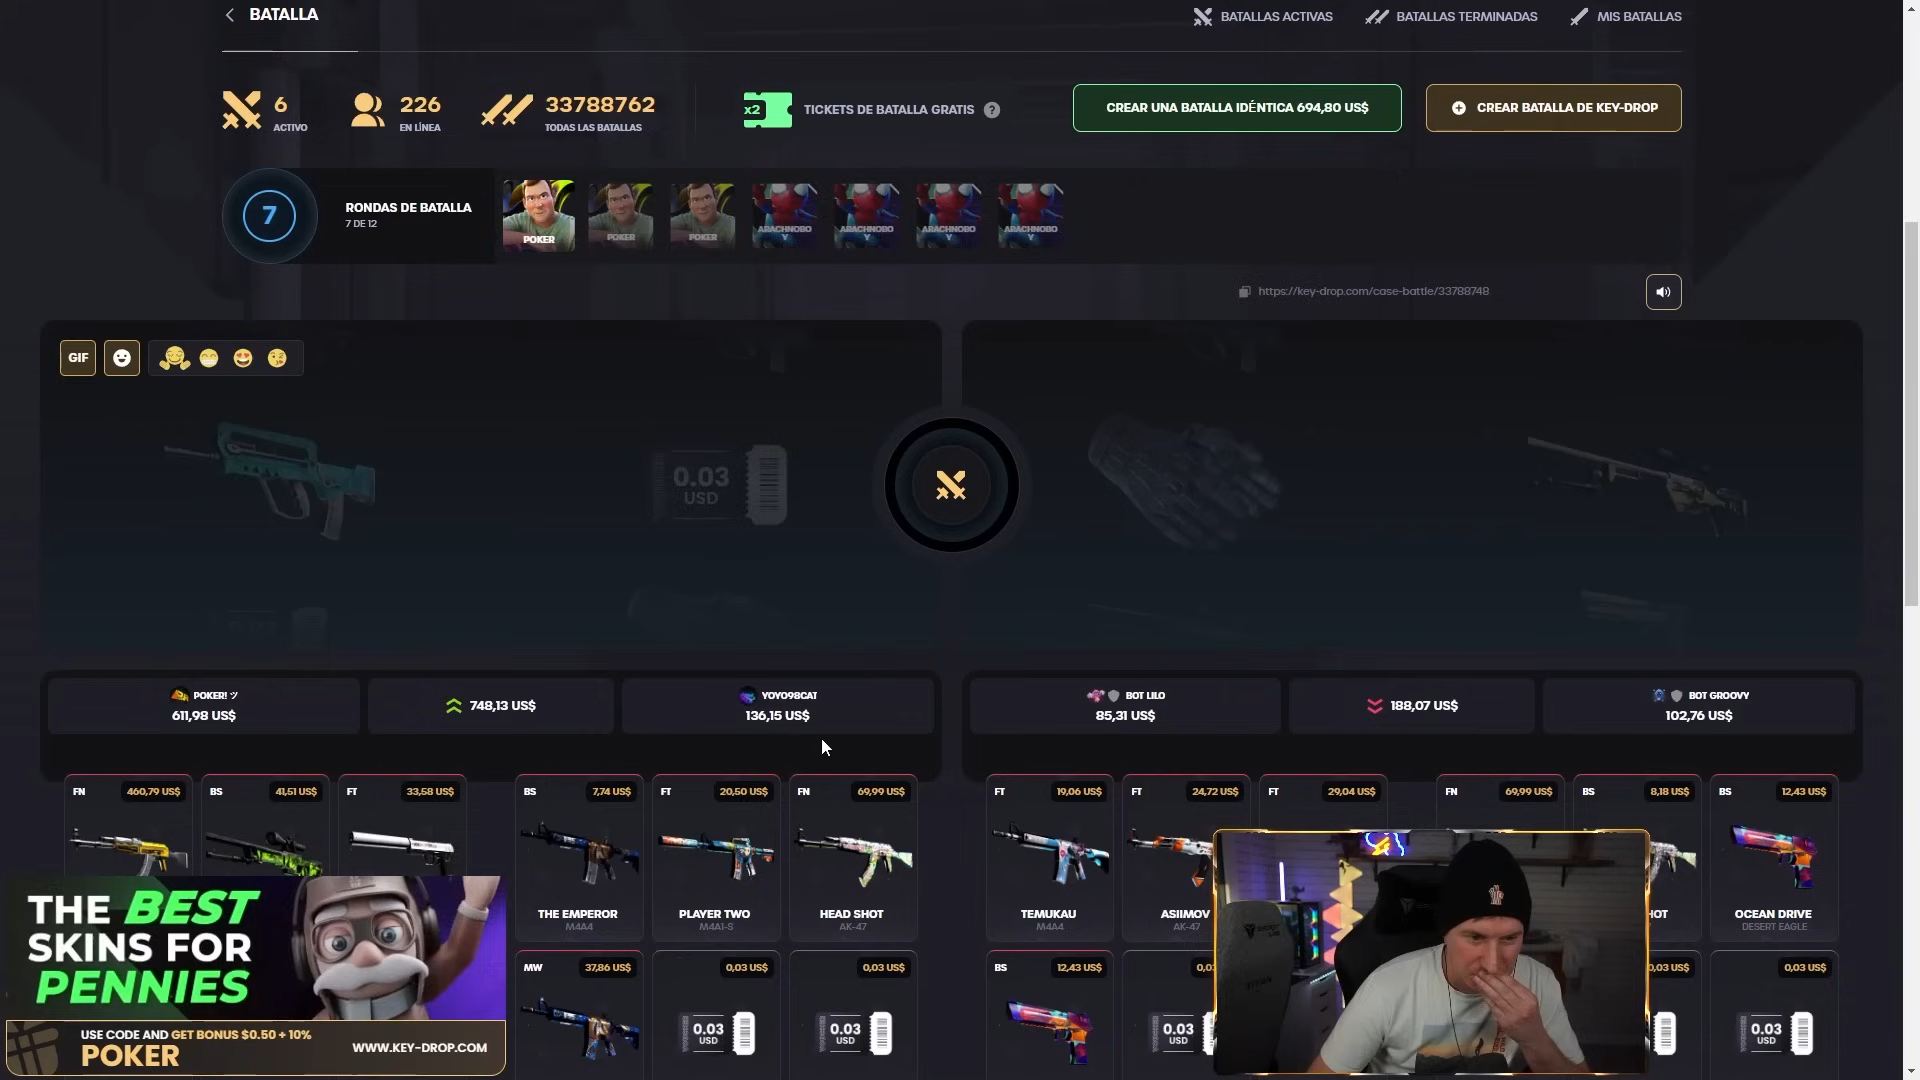 BATALLA
BATALLAS ACTIVAS
BATALLAS TERMINADAS
MIS BATALLAS
6
ACTIVO
226
EN LÍNEA
33788762
TODAS LAS BATALLAS
x2
TICKETS DE BATALLA GRATIS ?
CREAR UNA BATALLA IDÉNTICA 694,80 US$
CREAR BATALLA DE KEY-DROP
7
RONDAS DE BATALLA
7 DE 12
POKER
POKER
POKER
ARACHNOBO
Y
ARACHNOBO
Y
ARACHNOBO
Y
ARACHNOBO
Y
https://key-drop.com/case-battle/33788748
GIF
0.03
USD
POKER! ツ
611,98 US$
748,13 US$
YOYO98CAT
136,15 US$
BOT LILO
85,31 US$
188,07 US$
BOT GROOVY
102,76 US$
FN 460,79 US$
BS 41,51 US$
FT 33,58 US$
BS 7,74 US$
FT 20,50 US$
FN 69,99 US$
FT 19,06 US$
FT 24,72 US$
FT 29,04 US$
FN 69,99 US$
BS 8,18 US$
BS 12,43 US$
THE EMPEROR
M4A4
PLAYER TWO
M4A1-S
HEAD SHOT
AK-47
TEMUKAU
M4A4
ASIIMOV
AK-47
OCEAN DRIVE
DESERT EAGLE
MW 37,86 US$
0,03 US$
0,03 US$
BS 12,43 US$
0,03 US$
0,03 US$
0.03
USD
0.03
USD
0.03
USD
0.03
USD
THE BEST
SKINS FOR
PENNIES
USE CODE AND GET BONUS $0.50 + 10%
POKER
WWW.KEY-DROP.COM